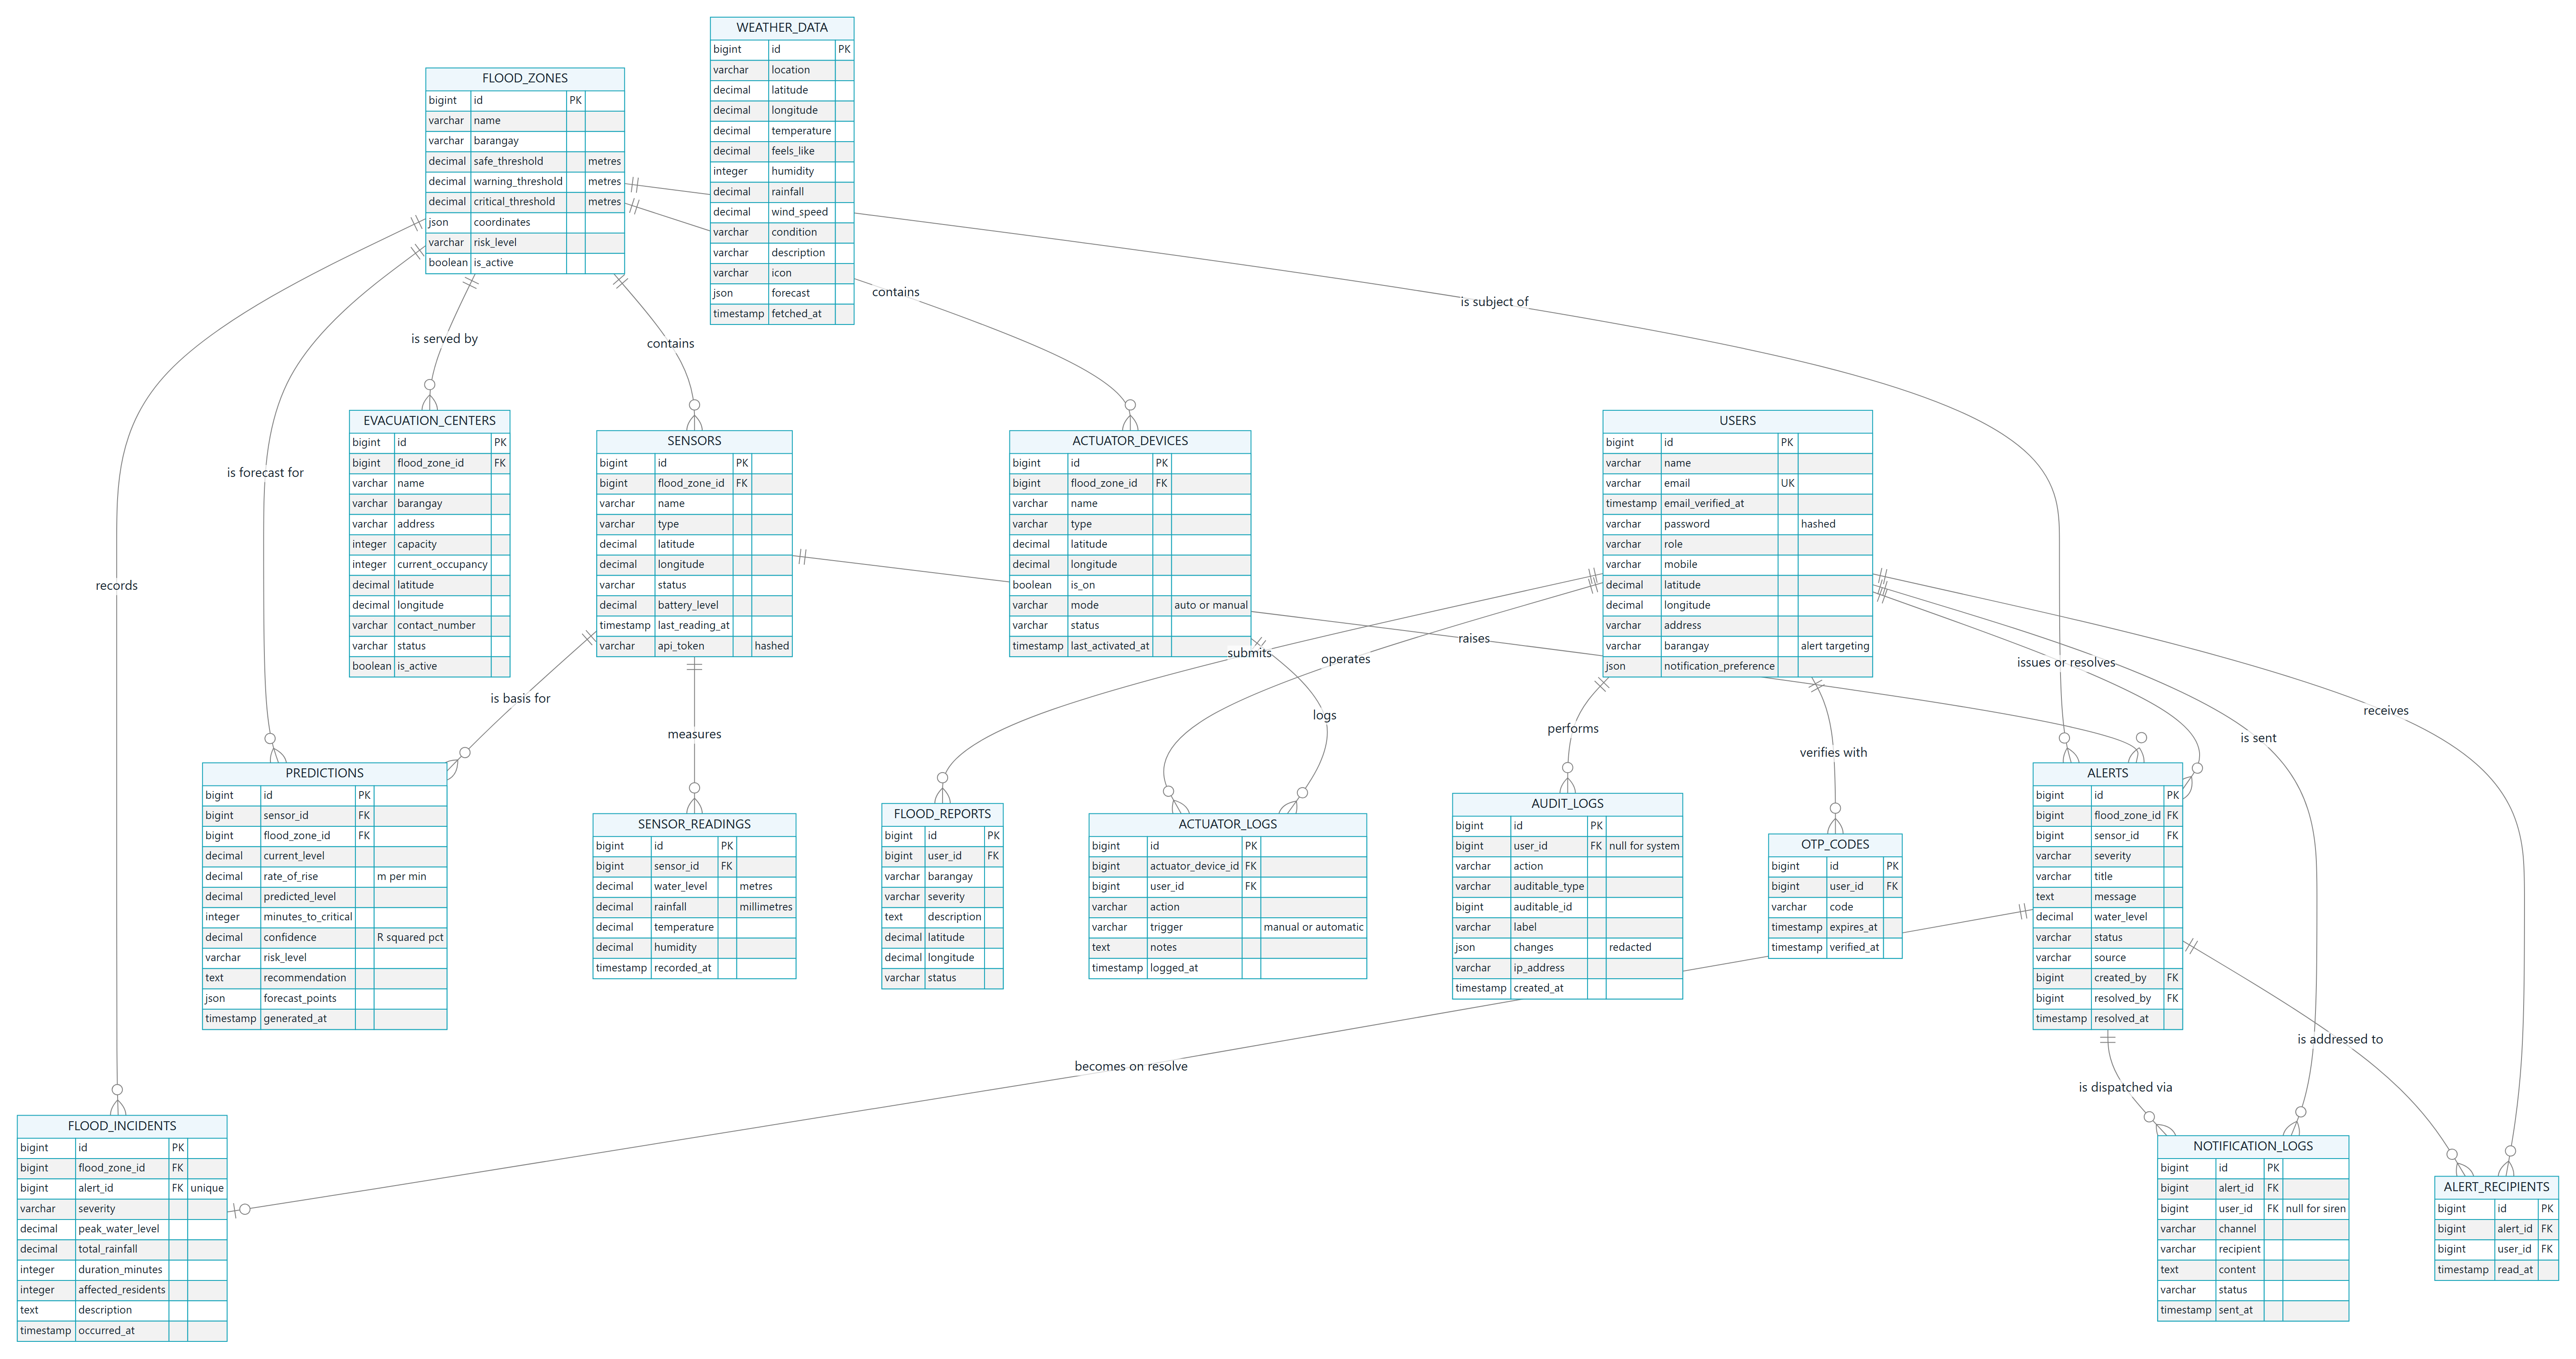 WEATHER_DATA
bigint id PK
varchar location
decimal latitude
decimal longitude
decimal temperature
decimal feels_like
integer humidity
decimal rainfall
decimal wind_speed
varchar condition
varchar description
varchar icon
json forecast
timestamp fetched_at
FLOOD_ZONES
bigint id PK
varchar name
varchar barangay
decimal safe_threshold metres
decimal warning_threshold metres
decimal critical_threshold metres
json coordinates
varchar risk_level
boolean is_active
contains
is subject of
is served by
contains
is forecast for
records
EVACUATION_CENTERS
bigint id PK
bigint flood_zone_id FK
varchar name
varchar barangay
varchar address
integer capacity
integer current_occupancy
decimal latitude
decimal longitude
varchar contact_number
varchar status
boolean is_active
SENSORS
bigint id PK
bigint flood_zone_id FK
varchar name
varchar type
decimal latitude
decimal longitude
varchar status
decimal battery_level
timestamp last_reading_at
varchar api_token hashed
ACTUATOR_DEVICES
bigint id PK
bigint flood_zone_id FK
varchar name
varchar type
decimal latitude
decimal longitude
boolean is_on
varchar mode auto or manual
varchar status
timestamp last_activated_at
USERS
bigint id PK
varchar name
varchar email UK
timestamp email_verified_at
varchar password hashed
varchar role
varchar mobile
decimal latitude
decimal longitude
varchar address
varchar barangay alert targeting
json notification_preference
is basis for
measures
submits
operates
raises
logs
performs
verifies with
issues or resolves
is sent
receives
PREDICTIONS
bigint id PK
bigint sensor_id FK
bigint flood_zone_id FK
decimal current_level
decimal rate_of_rise m per min
decimal predicted_level
integer minutes_to_critical
decimal confidence R squared pct
varchar risk_level
text recommendation
json forecast_points
timestamp generated_at
SENSOR_READINGS
bigint id PK
bigint sensor_id FK
decimal water_level metres
decimal rainfall millimetres
decimal temperature
decimal humidity
timestamp recorded_at
FLOOD_REPORTS
bigint id PK
bigint user_id FK
varchar barangay
varchar severity
text description
decimal latitude
decimal longitude
varchar status
ACTUATOR_LOGS
bigint id PK
bigint actuator_device_id FK
bigint user_id FK
varchar action
varchar trigger manual or automatic
text notes
timestamp logged_at
AUDIT_LOGS
bigint id PK
bigint user_id FK null for system
varchar action
varchar auditable_type
bigint auditable_id
varchar label
json changes redacted
varchar ip_address
timestamp created_at
OTP_CODES
bigint id PK
bigint user_id FK
varchar code
timestamp expires_at
timestamp verified_at
ALERTS
bigint id PK
bigint flood_zone_id FK
bigint sensor_id FK
varchar severity
varchar title
text message
decimal water_level
varchar status
varchar source
bigint created_by FK
bigint resolved_by FK
timestamp resolved_at
becomes on resolve
is dispatched via
is addressed to
FLOOD_INCIDENTS
bigint id PK
bigint flood_zone_id FK
bigint alert_id FK unique
varchar severity
decimal peak_water_level
decimal total_rainfall
integer duration_minutes
integer affected_residents
text description
timestamp occurred_at
NOTIFICATION_LOGS
bigint id PK
bigint alert_id FK
bigint user_id FK null for siren
varchar channel
varchar recipient
text content
varchar status
timestamp sent_at
ALERT_RECIPIENTS
bigint id PK
bigint alert_id FK
bigint user_id FK
timestamp read_at